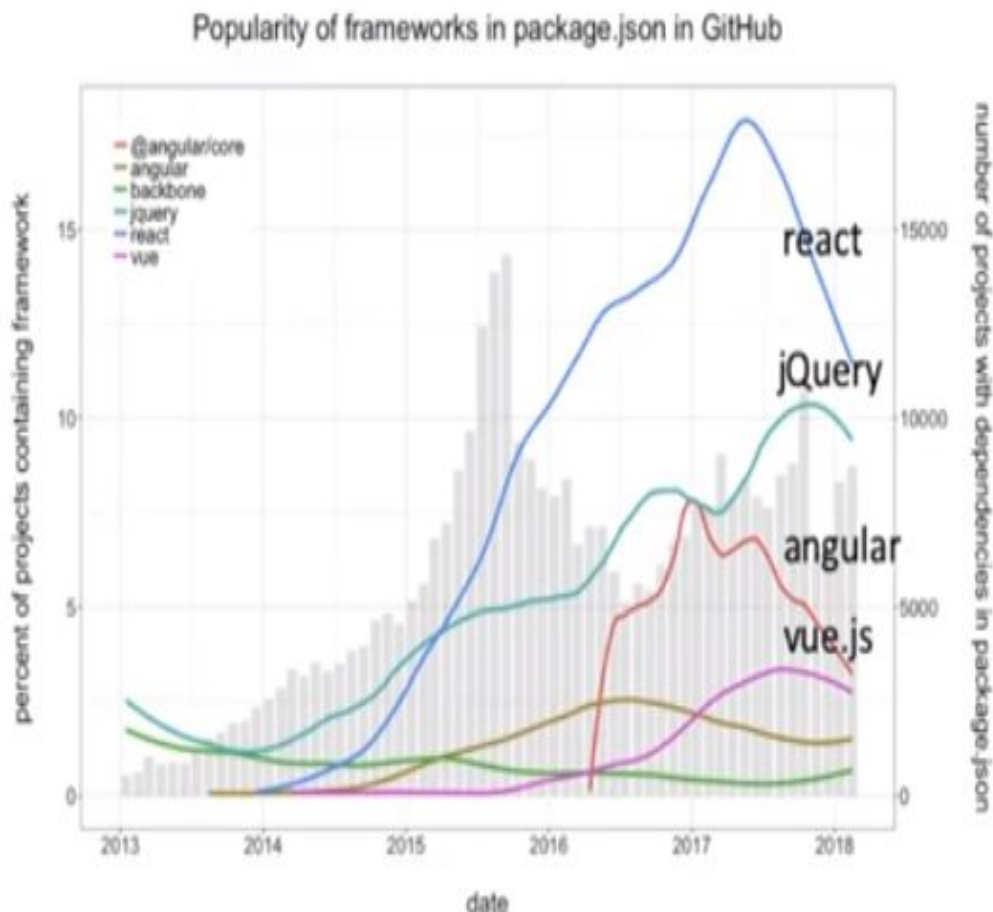 Popularity of frameworks in package.json in GitHub
@angular/core
angular
backbone
jquery
react
vue
percent of projects containing framework
15
10
5
0
react
jQuery
angular
vue.js
15000
10000
5000
0
number of projects with dependencies in package.json
2013 2014 2015 2016 2017 2018
date